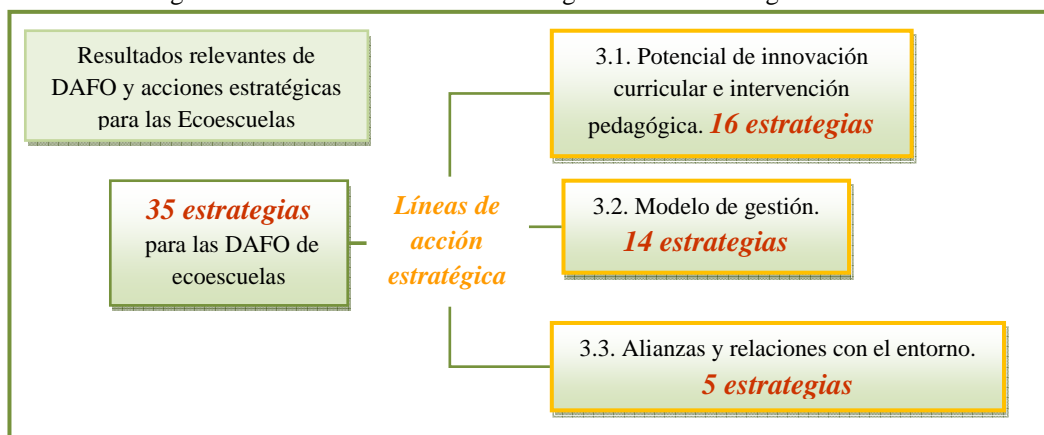 Resultados relevantes de
DAFO y acciones estratégicas
para las Ecoescuelas
35 estrategias
para las DAFO de
ecoescuelas
Líneas de
acción
estratégica
3.1. Potencial de innovación
curricular e intervención
pedagógica. 16 estrategias
3.2. Modelo de gestión.
14 estrategias
3.3. Alianzas y relaciones con el entorno.
5 estrategias